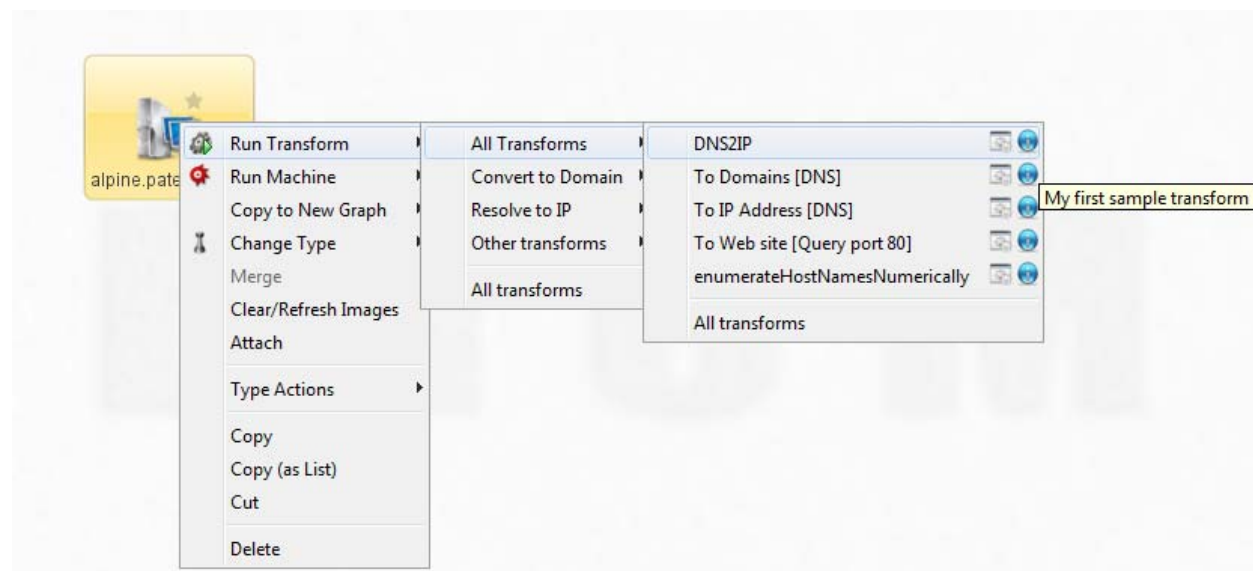 alpine.pate
Run Transform
Run Machine
Copy to New Graph
Change Type
Merge
Clear/Refresh Images
Attach
Type Actions
Copy
Copy (as List)
Cut
Delete
All Transforms
Convert to Domain
Resolve to IP
Other transforms
All transforms
DNS2IP
To Domains [DNS]
To IP Address [DNS]
To Web site [Query port 80]
enumerateHostNamesNumerically
All transforms
My first sample transform